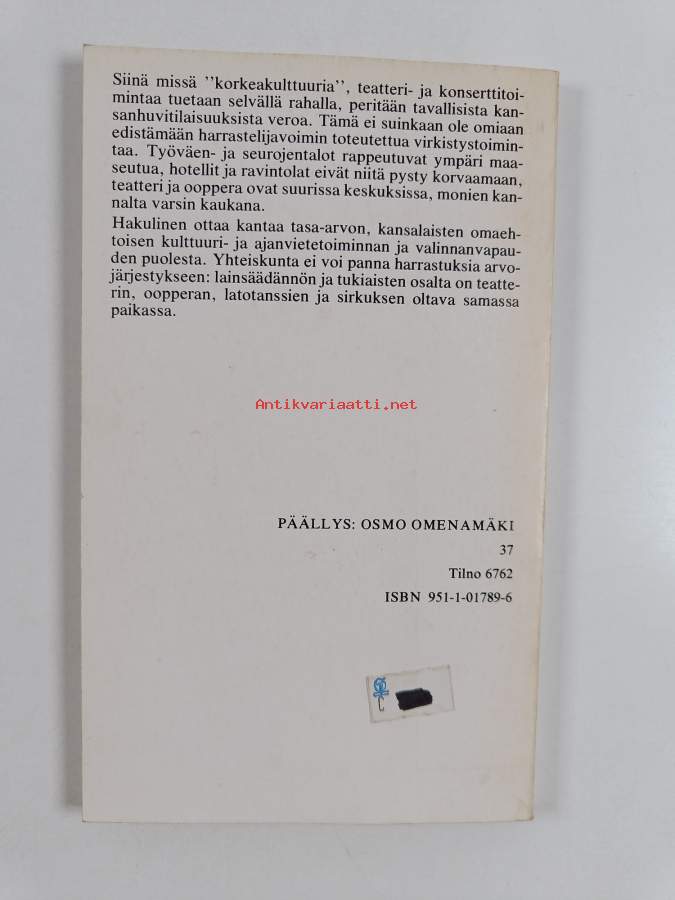 Siinä missä ”korkeakulttuuria”, teatteri- ja konserttitoi-
mintaa tuetaan selvällä rahalla, peritään tavallisista kan-
sanhuvitilaisuuksista veroa. Tämä ei suinkaan ole omiaan
edistämään harrastelijavoimin toteutettua virkistystoimin-
taa. Työväen- ja seurojentalot rappeutuvat ympäri maa-
seutua, hotellit ja ravintolat eivät niitä pysty korvaamaan,
teatteri ja ooppera ovat suurissa keskuksissa, monien kan-
nalta varsin kaukana.
Hakulinen ottaa kantaa tasa-arvon, kansalaisten omaeh-
toisen kulttuuri- ja ajanvietetoiminnan ja valinnanvapau-
den puolesta. Yhteiskunta ei voi panna harrastuksia arvo-
järjestykseen: lainsäädännön ja tukiaisten osalta on teatte-
rin, oopperan, latotanssien ja sirkuksen oltava samassa
paikassa.
Antikvariaatti.net
PÄÄLLYS: OSMO OMENAMÄKI
37
Tilno 6762
ISBN 951-1-01789-6